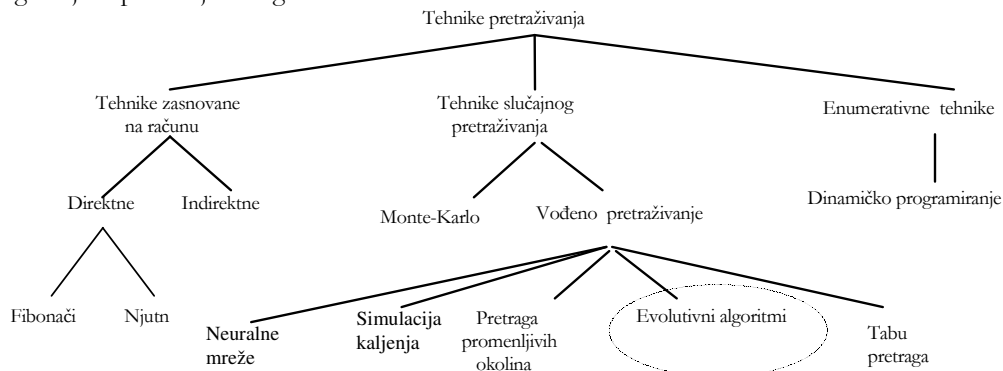 Tehnike pretraživanja
Tehnike zasnovane
na računu
Tehnike slučajnog
pretraživanja
Enumerativne tehnike
Direktne
Indirektne
Monte-Karlo
Vođeno pretraživanje
Dinamičko programiranje
Fibonači
Njutn
Neuralne
mreže
Simulacija
kaljenja
Pretraga
promenljivih
okolina
Evolutivni algoritmi
Tabu
pretraga